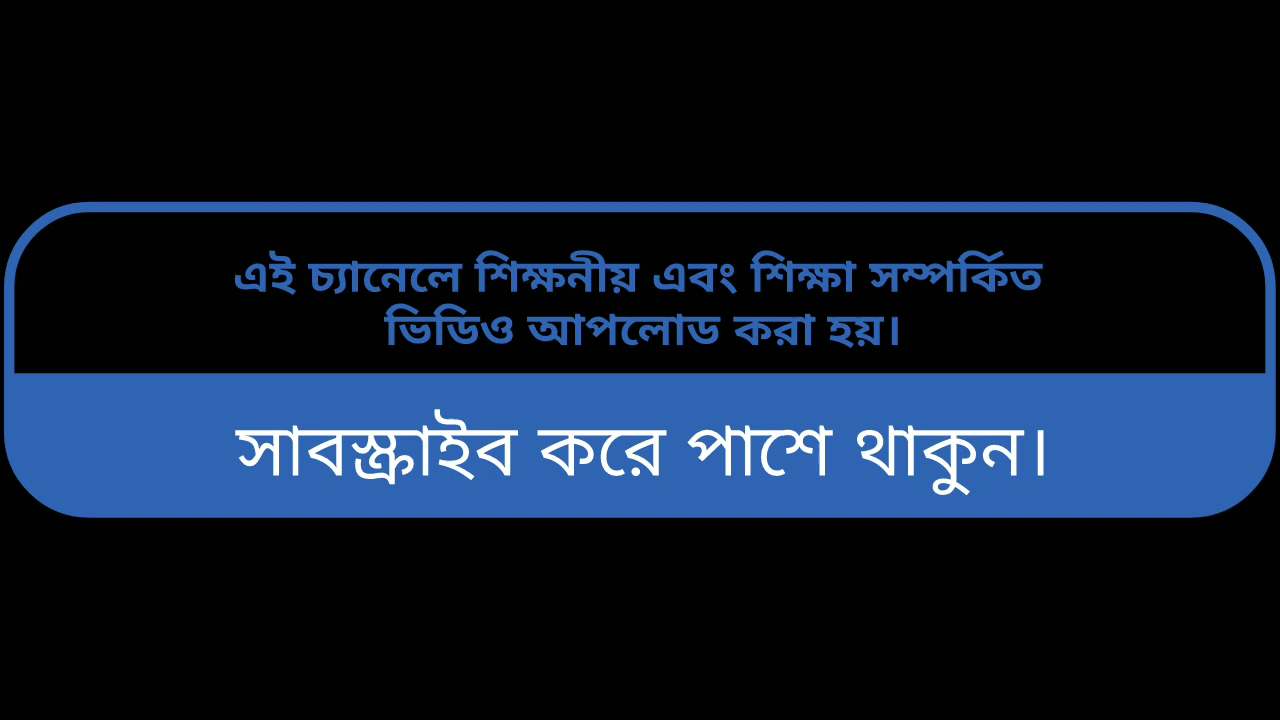 এই চ্যানেলে শিক্ষনীয় এবং শিক্ষা সম্পর্কিত
ভিডিও আপলোড করা হয়।
সাবস্ক্রাইব করে পাশে থাকুন।